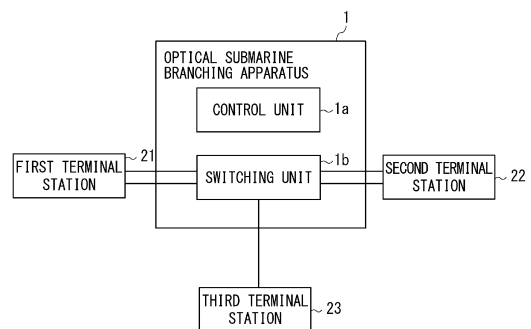 1
OPTICAL SUBMARINE
BRANCHING APPARATUS
CONTROL UNIT
1a
FIRST TERMINAL
STATION
21
SWITCHING UNIT
1b
SECOND TERMINAL
STATION
22
THIRD TERMINAL
STATION
23